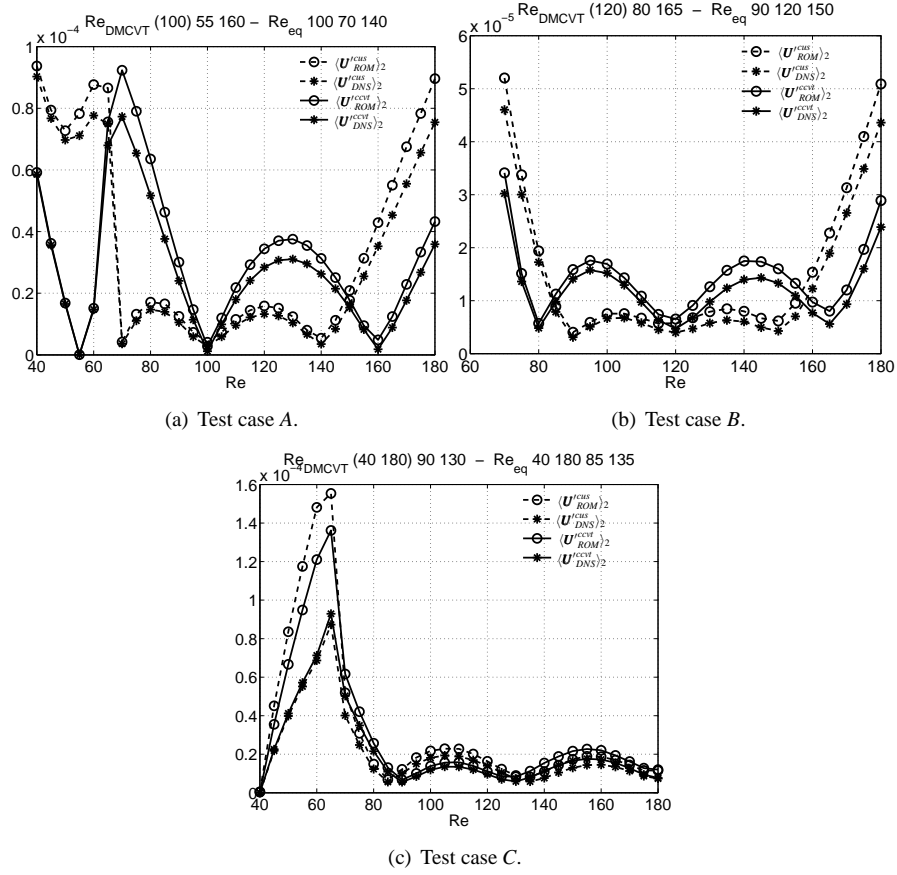 Re_DMCVT (100) 55 160 − Re_eq 100 70 140
x 10^−4
1
0.8
0.6
0.4
0.2
0
40 60 80 100 120 140 160 180
Re
⟨U′^cus_ROM⟩_2
⟨U′^cus_DNS⟩_2
⟨U′^ccvt_ROM⟩_2
⟨U′^ccvt_DNS⟩_2
(a) Test case A.
Re_DMCVT (120) 80 165 − Re_eq 90 120 150
x 10^−5
6
5
4
3
2
1
0
60 80 100 120 140 160 180
Re
⟨U′^cus_ROM⟩_2
⟨U′^cus_DNS⟩_2
⟨U′^ccvt_ROM⟩_2
⟨U′^ccvt_DNS⟩_2
(b) Test case B.
Re_DMCVT (40 180) 90 130 − Re_eq 40 180 85 135
x 10^−4
1.6
1.4
1.2
1
0.8
0.6
0.4
0.2
0
40 60 80 100 120 140 160 180
Re
⟨U′^cus_ROM⟩_2
⟨U′^cus_DNS⟩_2
⟨U′^ccvt_ROM⟩_2
⟨U′^ccvt_DNS⟩_2
(c) Test case C.